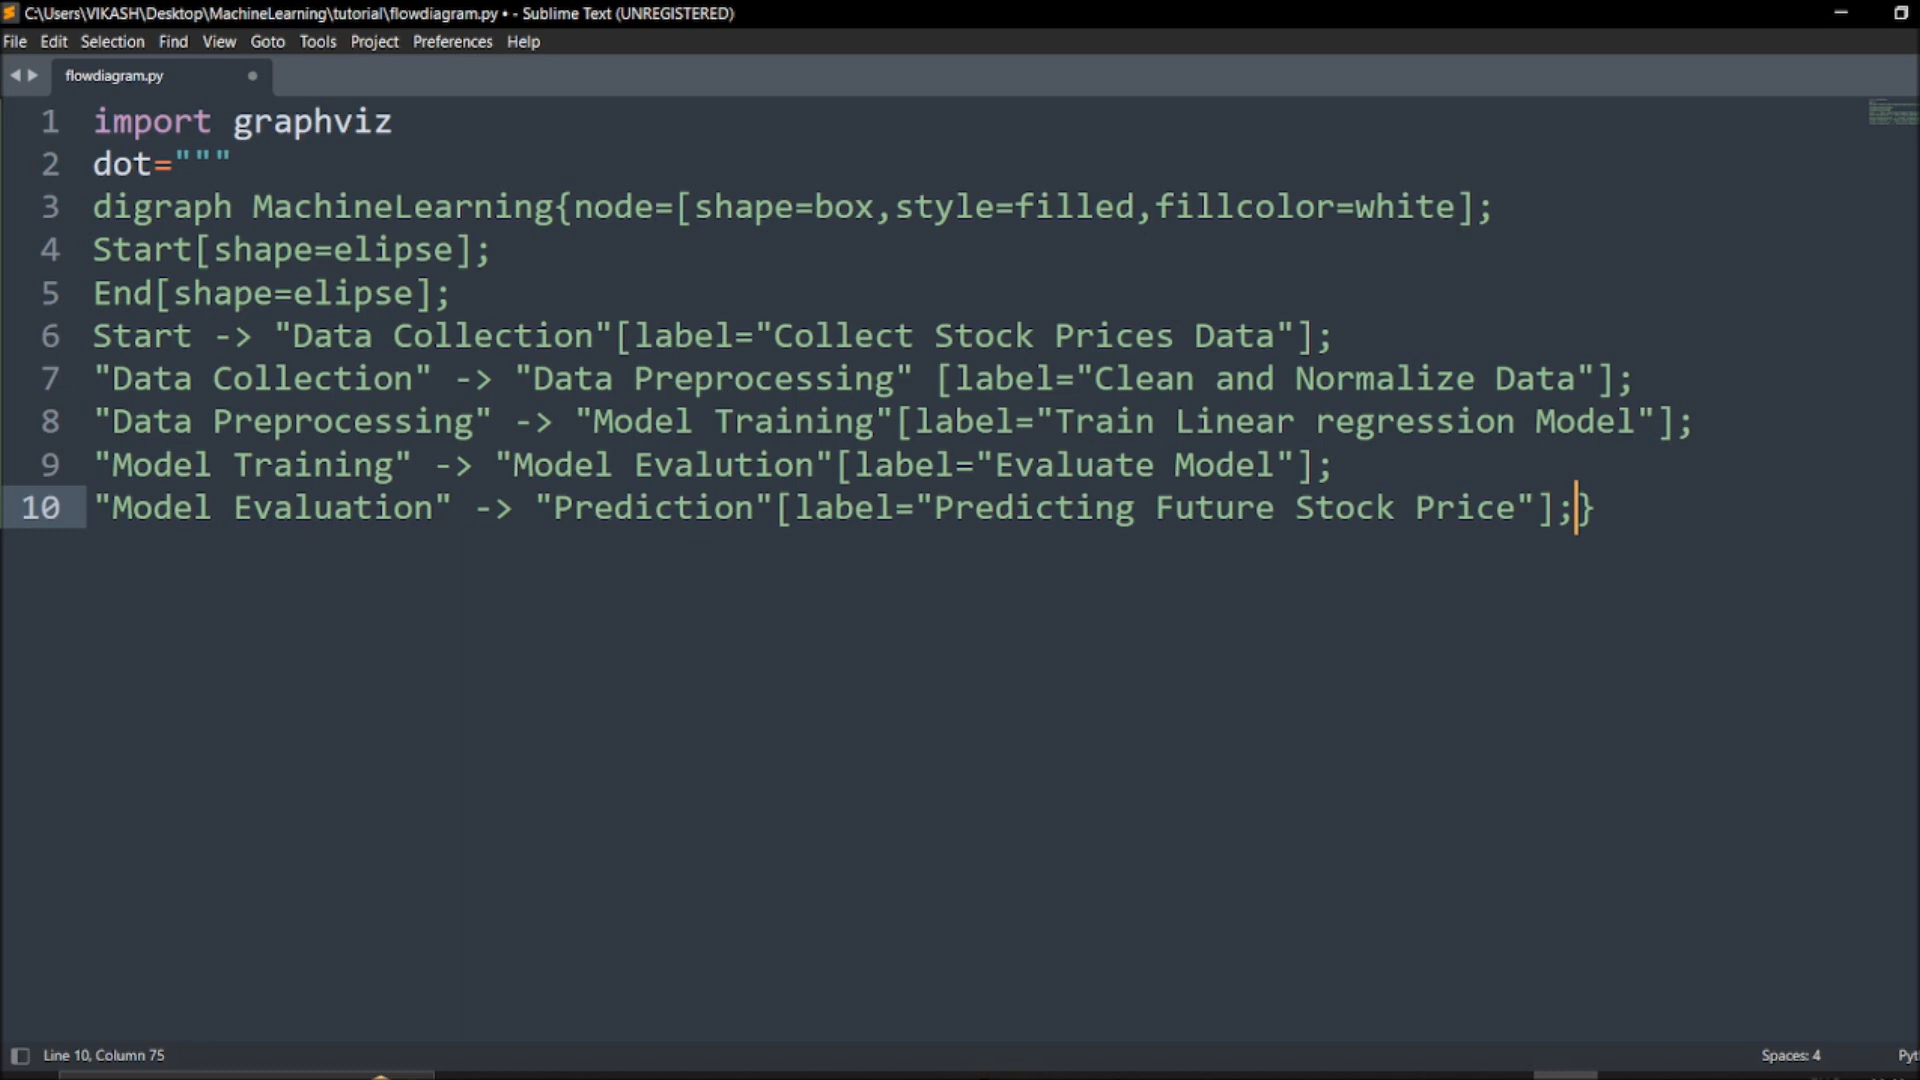 C:\Users\VIKASH\Desktop\MachineLearning\tutorial\flowdiagram.py • - Sublime Text (UNREGISTERED)
File Edit Selection Find View Goto Tools Project Preferences Help
flowdiagram.py
1 import graphviz
2 dot="""
3 digraph MachineLearning{node=[shape=box,style=filled,fillcolor=white];
4 Start[shape=elipse];
5 End[shape=elipse];
6 Start -> "Data Collection"[label="Collect Stock Prices Data"];
7 "Data Collection" -> "Data Preprocessing" [label="Clean and Normalize Data"];
8 "Data Preprocessing" -> "Model Training"[label="Train Linear regression Model"];
9 "Model Training" -> "Model Evalution"[label="Evaluate Model"];
10 "Model Evaluation" -> "Prediction"[label="Predicting Future Stock Price"];}
Line 10, Column 75
Spaces: 4
Pyt